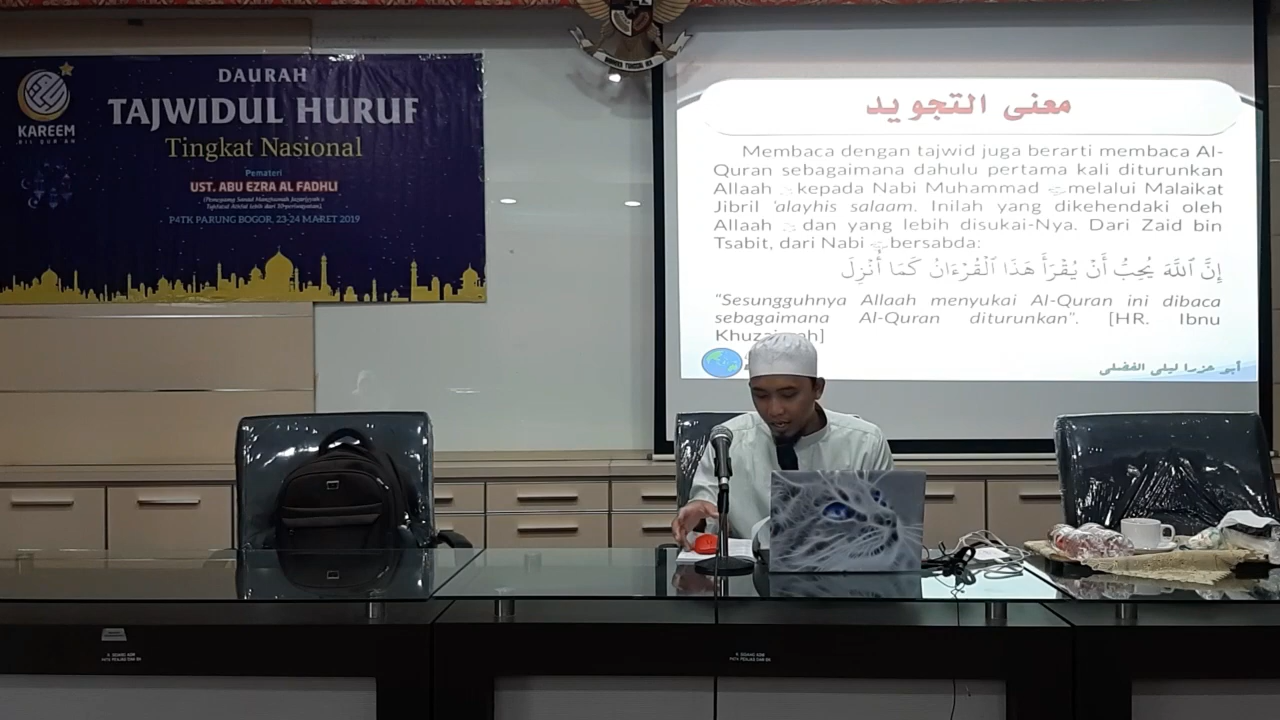 DAURAH
TAJWIDUL HURUF
Tingkat Nasional
Pemateri
UST. ABU EZRA AL FADHLI
P4TK PARUNG BOGOR, 23-24 MARET 2019
KAREEM
معنى التجويد
Membaca dengan tajwid juga berarti membaca Al-
Quran sebagaimana dahulu pertama kali diturunkan
Allaah kepada Nabi Muhammad melalui Malaikat
Jibril 'alayhis salaam. Inilah yang dikehendaki oleh
Allaah dan yang lebih disukai-Nya. Dari Zaid bin
Tsabit, dari Nabi bersabda:
إِنَّ ٱللَّهَ يُحِبُّ أَنْ يُقْرَأَ هَذَا ٱلْقُرْءَانُ كَمَا أُنْزِلَ
"Sesungguhnya Allaah menyukai Al-Quran ini dibaca
sebagaimana Al-Quran diturunkan". [HR. Ibnu
أبو عزرا ليلى الفضلى